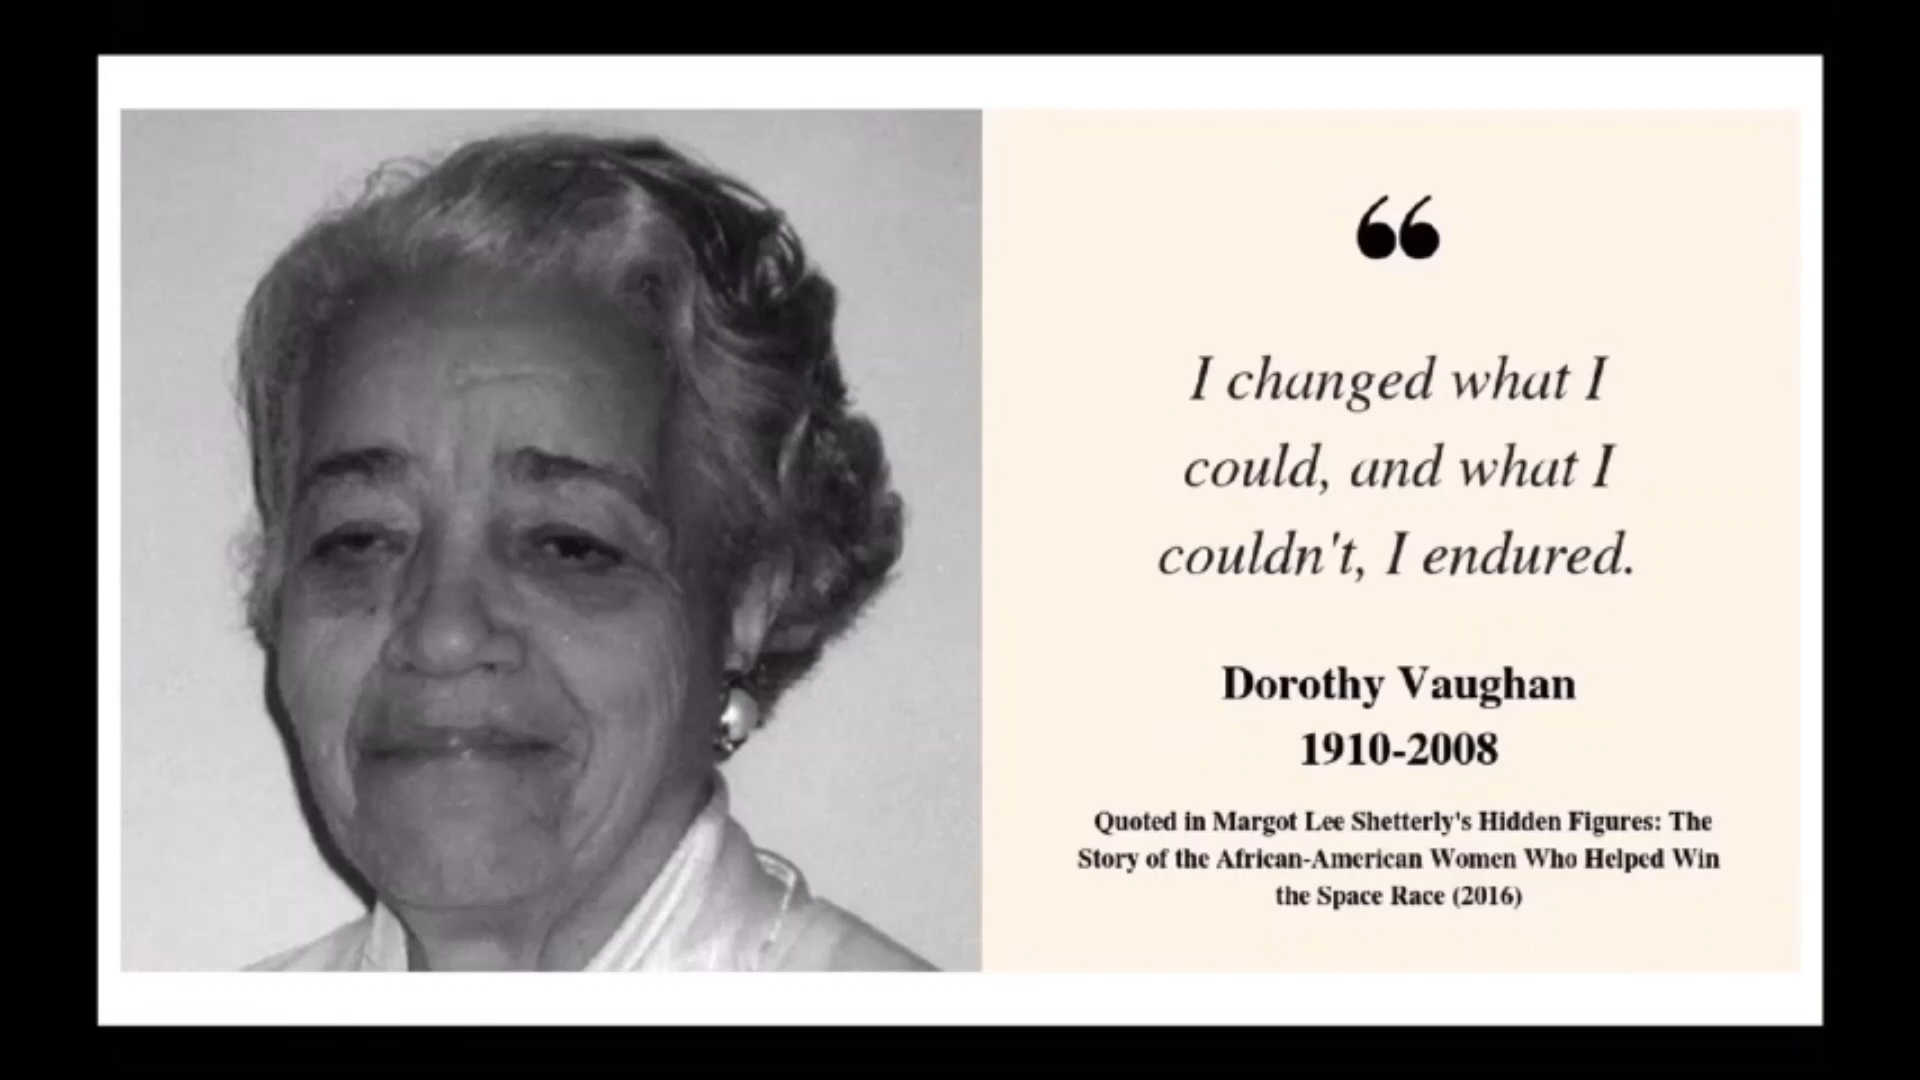 “
I changed what I
could, and what I
couldn't, I endured.
Dorothy Vaughan
1910-2008
Quoted in Margot Lee Shetterly's Hidden Figures: The
Story of the African-American Women Who Helped Win
the Space Race (2016)